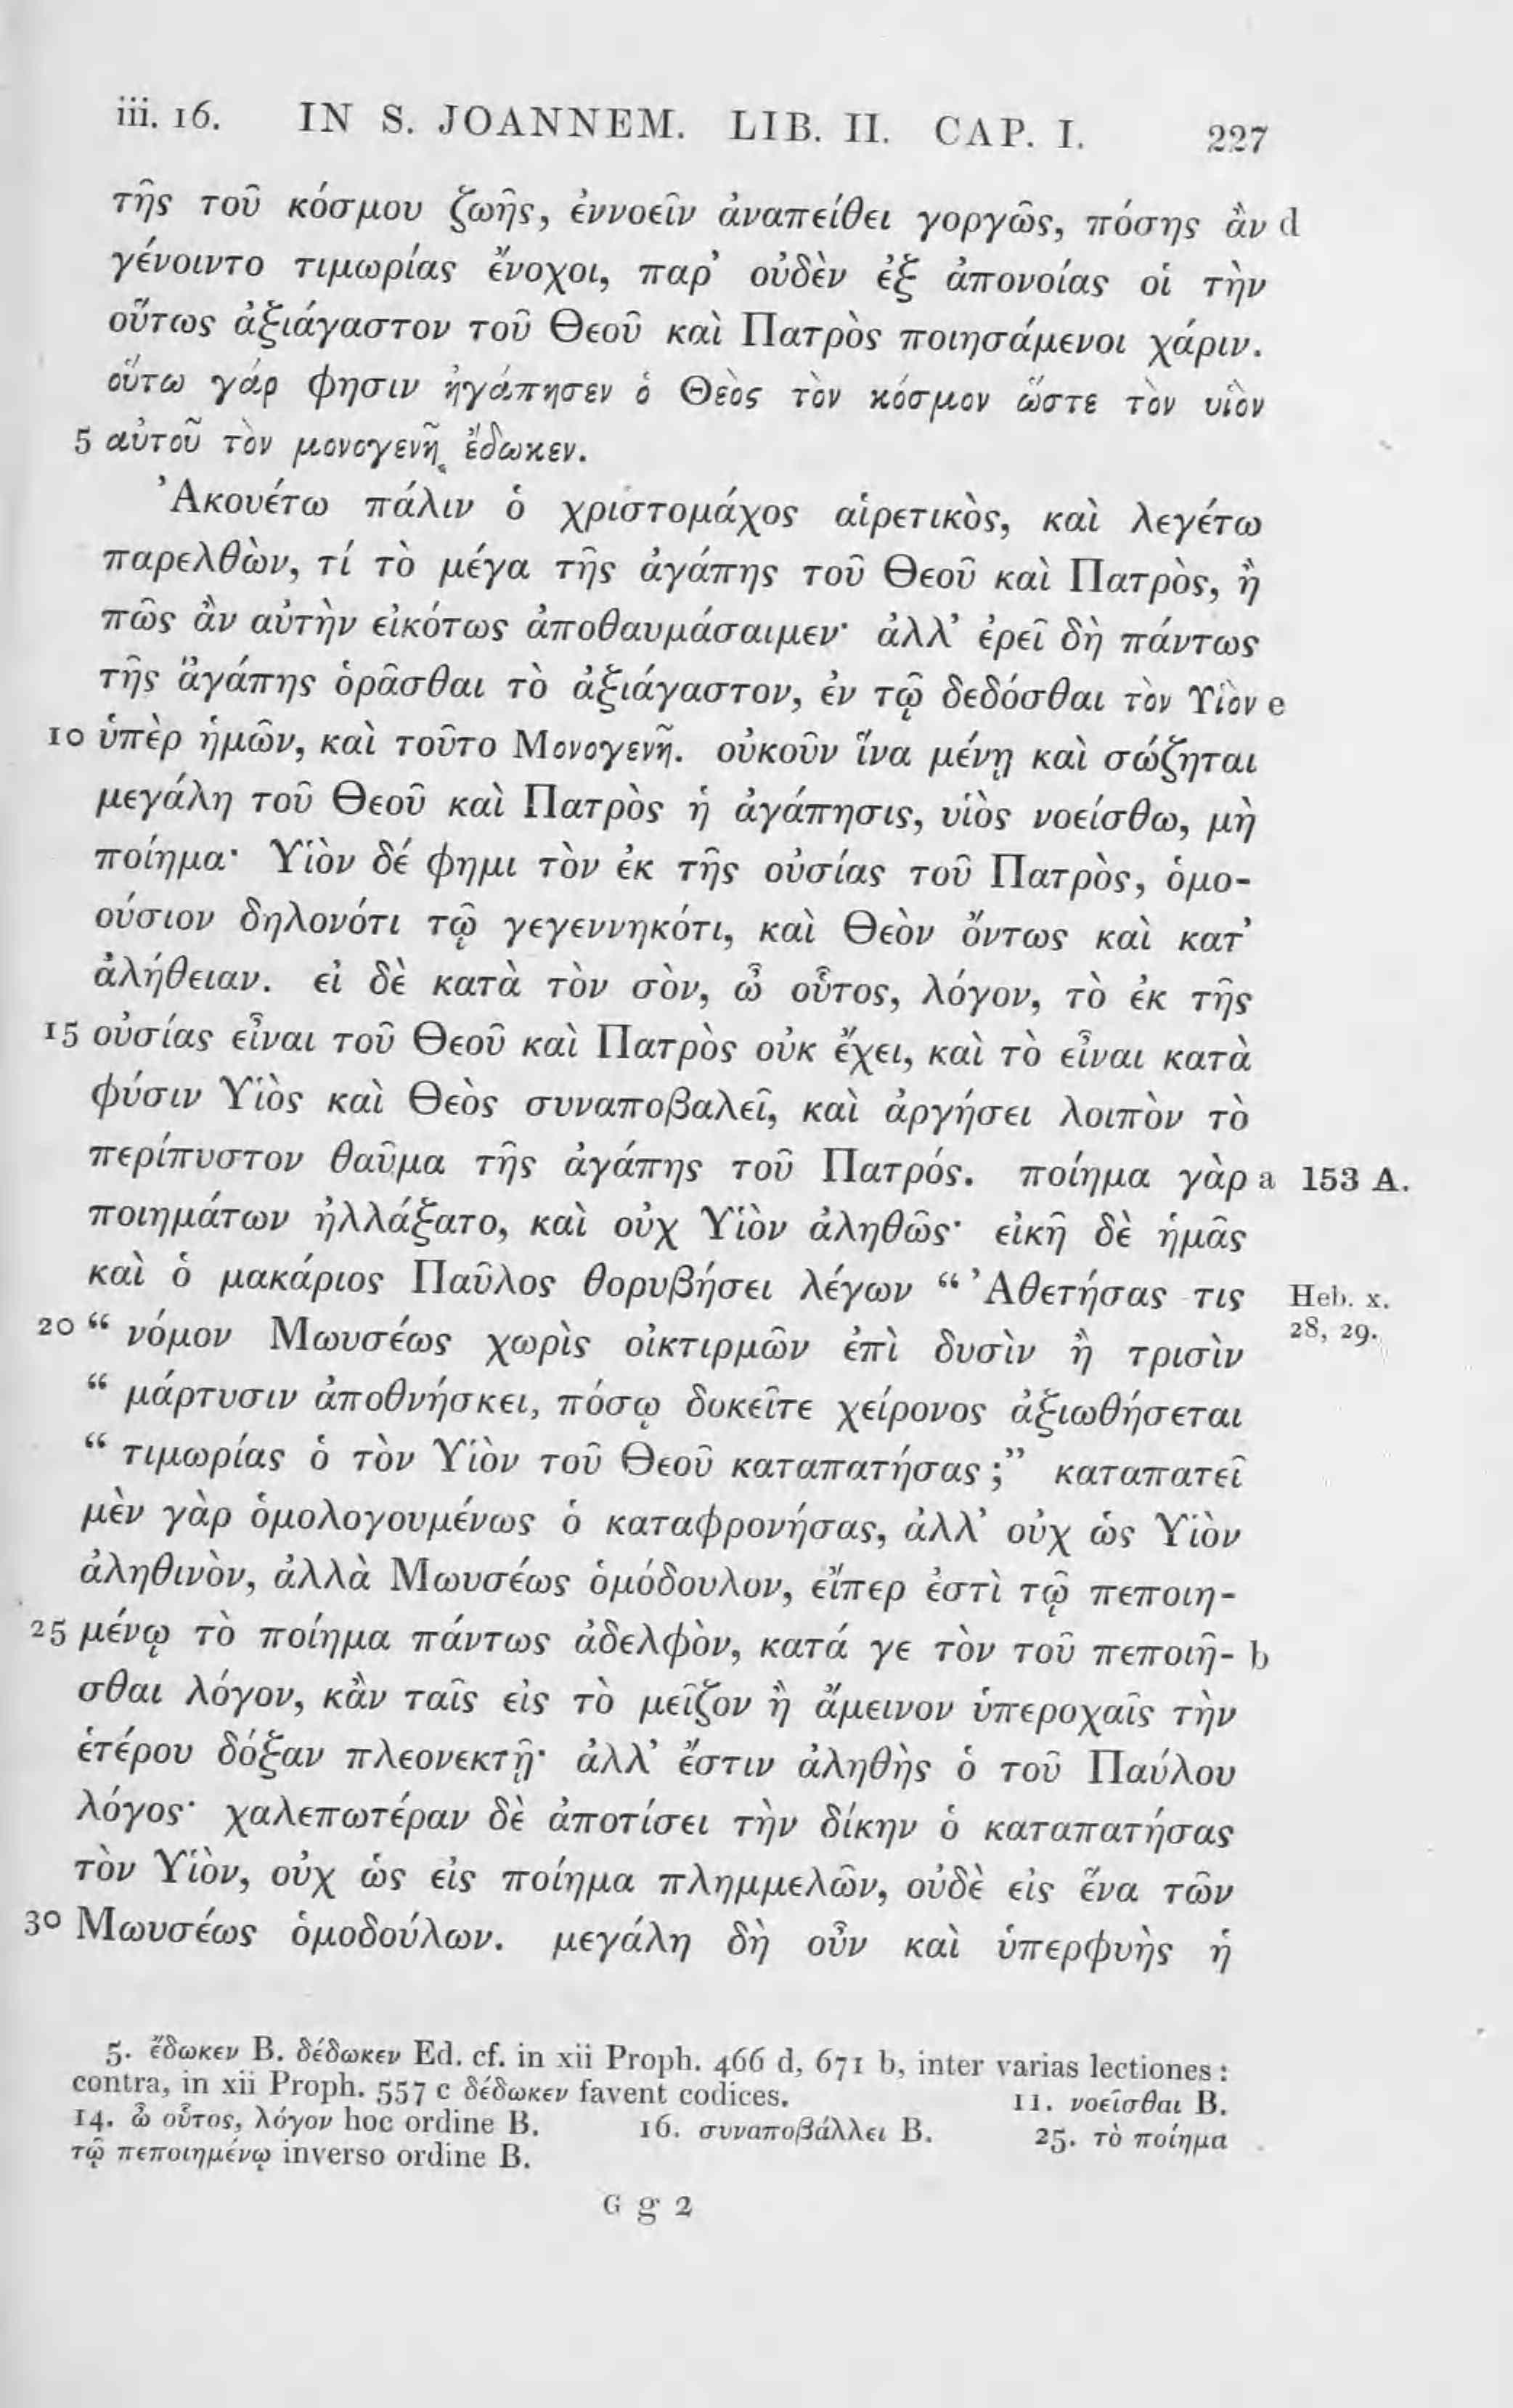 iii. 16. IN S. JOANNEM. LIB. II. CAP. I. 227
τῆς τοῦ κόσμου ζωῆς, ἐννοεῖν ἀναπείθει γοργῶς, πόσης ἂν d
γένοιντο τιμωρίας ἔνοχοι, παρ' οὐδὲν ἐξ ἀπονοίας οἱ τὴν
οὕτως ἀξιάγαστον τοῦ Θεοῦ καὶ Πατρὸς ποιησάμενοι χάριν.
οὕτω γάρ φησιν ἠγάπησεν ὁ Θεὸς τὸν κόσμον ὥστε τὸν υἱὸν
5 αὐτοῦ τὸν μονογενῆ ἔδωκεν.
Ἀκουέτω πάλιν ὁ χριστομάχος αἱρετικὸς, καὶ λεγέτω
παρελθὼν, τί τὸ μέγα τῆς ἀγάπης τοῦ Θεοῦ καὶ Πατρὸς, ἢ
πῶς ἂν αὐτὴν εἰκότως ἀποθαυμάσαιμεν· ἀλλ' ἐρεῖ δὴ πάντως
τῆς ἀγάπης ὁρᾶσθαι τὸ ἀξιάγαστον, ἐν τῷ δεδόσθαι τὸν Υἱὸν e
10 ὑπὲρ ἡμῶν, καὶ τοῦτο Μονογενῆ. οὐκοῦν ἵνα μένῃ καὶ σώζηται
μεγάλη τοῦ Θεοῦ καὶ Πατρὸς ἡ ἀγάπησις, υἱὸς νοείσθω, μὴ
ποίημα· Υἱὸν δέ φημι τὸν ἐκ τῆς οὐσίας τοῦ Πατρὸς, ὁμο-
ούσιον δηλονότι τῷ γεγεννηκότι, καὶ Θεὸν ὄντως καὶ κατ'
ἀλήθειαν. εἰ δὲ κατὰ τὸν σὸν, ὦ οὗτος, λόγον, τὸ ἐκ τῆς
15 οὐσίας εἶναι τοῦ Θεοῦ καὶ Πατρὸς οὐκ ἔχει, καὶ τὸ εἶναι κατὰ
φύσιν Υἱὸς καὶ Θεὸς συναποβαλεῖ, καὶ ἀργήσει λοιπὸν τὸ
περίπυστον θαῦμα τῆς ἀγάπης τοῦ Πατρός. ποίημα γὰρ a 153 A.
ποιημάτων ἠλλάξατο, καὶ οὐχ Υἱὸν ἀληθῶς· εἰκῆ δὲ ἡμᾶς
καὶ ὁ μακάριος Παῦλος θορυβήσει λέγων “ Ἀθετήσας τις Heb. x.
20 “ νόμον Μωυσέως χωρὶς οἰκτιρμῶν ἐπὶ δυσὶν ἢ τρισὶν 28, 29.
“ μάρτυσιν ἀποθνήσκει, πόσῳ δοκεῖτε χείρονος ἀξιωθήσεται
“ τιμωρίας ὁ τὸν Υἱὸν τοῦ Θεοῦ καταπατήσας ;” καταπατεῖ
μὲν γὰρ ὁμολογουμένως ὁ καταφρονήσας, ἀλλ' οὐχ ὡς Υἱὸν
ἀληθινὸν, ἀλλὰ Μωυσέως ὁμόδουλον, εἴπερ ἐστὶ τῷ πεποιη-
25 μένῳ τὸ ποίημα πάντως ἀδελφὸν, κατά γε τὸν τοῦ πεποιῆ- b
σθαι λόγον, κἂν ταῖς εἰς τὸ μεῖζον ἢ ἄμεινον ὑπεροχαῖς τὴν
ἑτέρου δόξαν πλεονεκτῇ· ἀλλ' ἔστιν ἀληθὴς ὁ τοῦ Παύλου
λόγος· χαλεπωτέραν δὲ ἀποτίσει τὴν δίκην ὁ καταπατήσας
τὸν Υἱὸν, οὐχ ὡς εἰς ποίημα πλημμελῶν, οὐδὲ εἰς ἕνα τῶν
30 Μωυσέως ὁμοδούλων. μεγάλη δὴ οὖν καὶ ὑπερφυὴς ἡ
5. ἔδωκεν B. δέδωκεν Ed. cf. in xii Proph. 466 d, 671 b, inter varias lectiones :
contra, in xii Proph. 557 c δέδωκεν favent codices. 11. νοεῖσθαι B.
14. ὦ οὗτος, λόγον hoc ordine B. 16. συναποβάλλει B. 25. τὸ ποίημα
τῷ πεποιημένῳ inverso ordine B.
G g 2